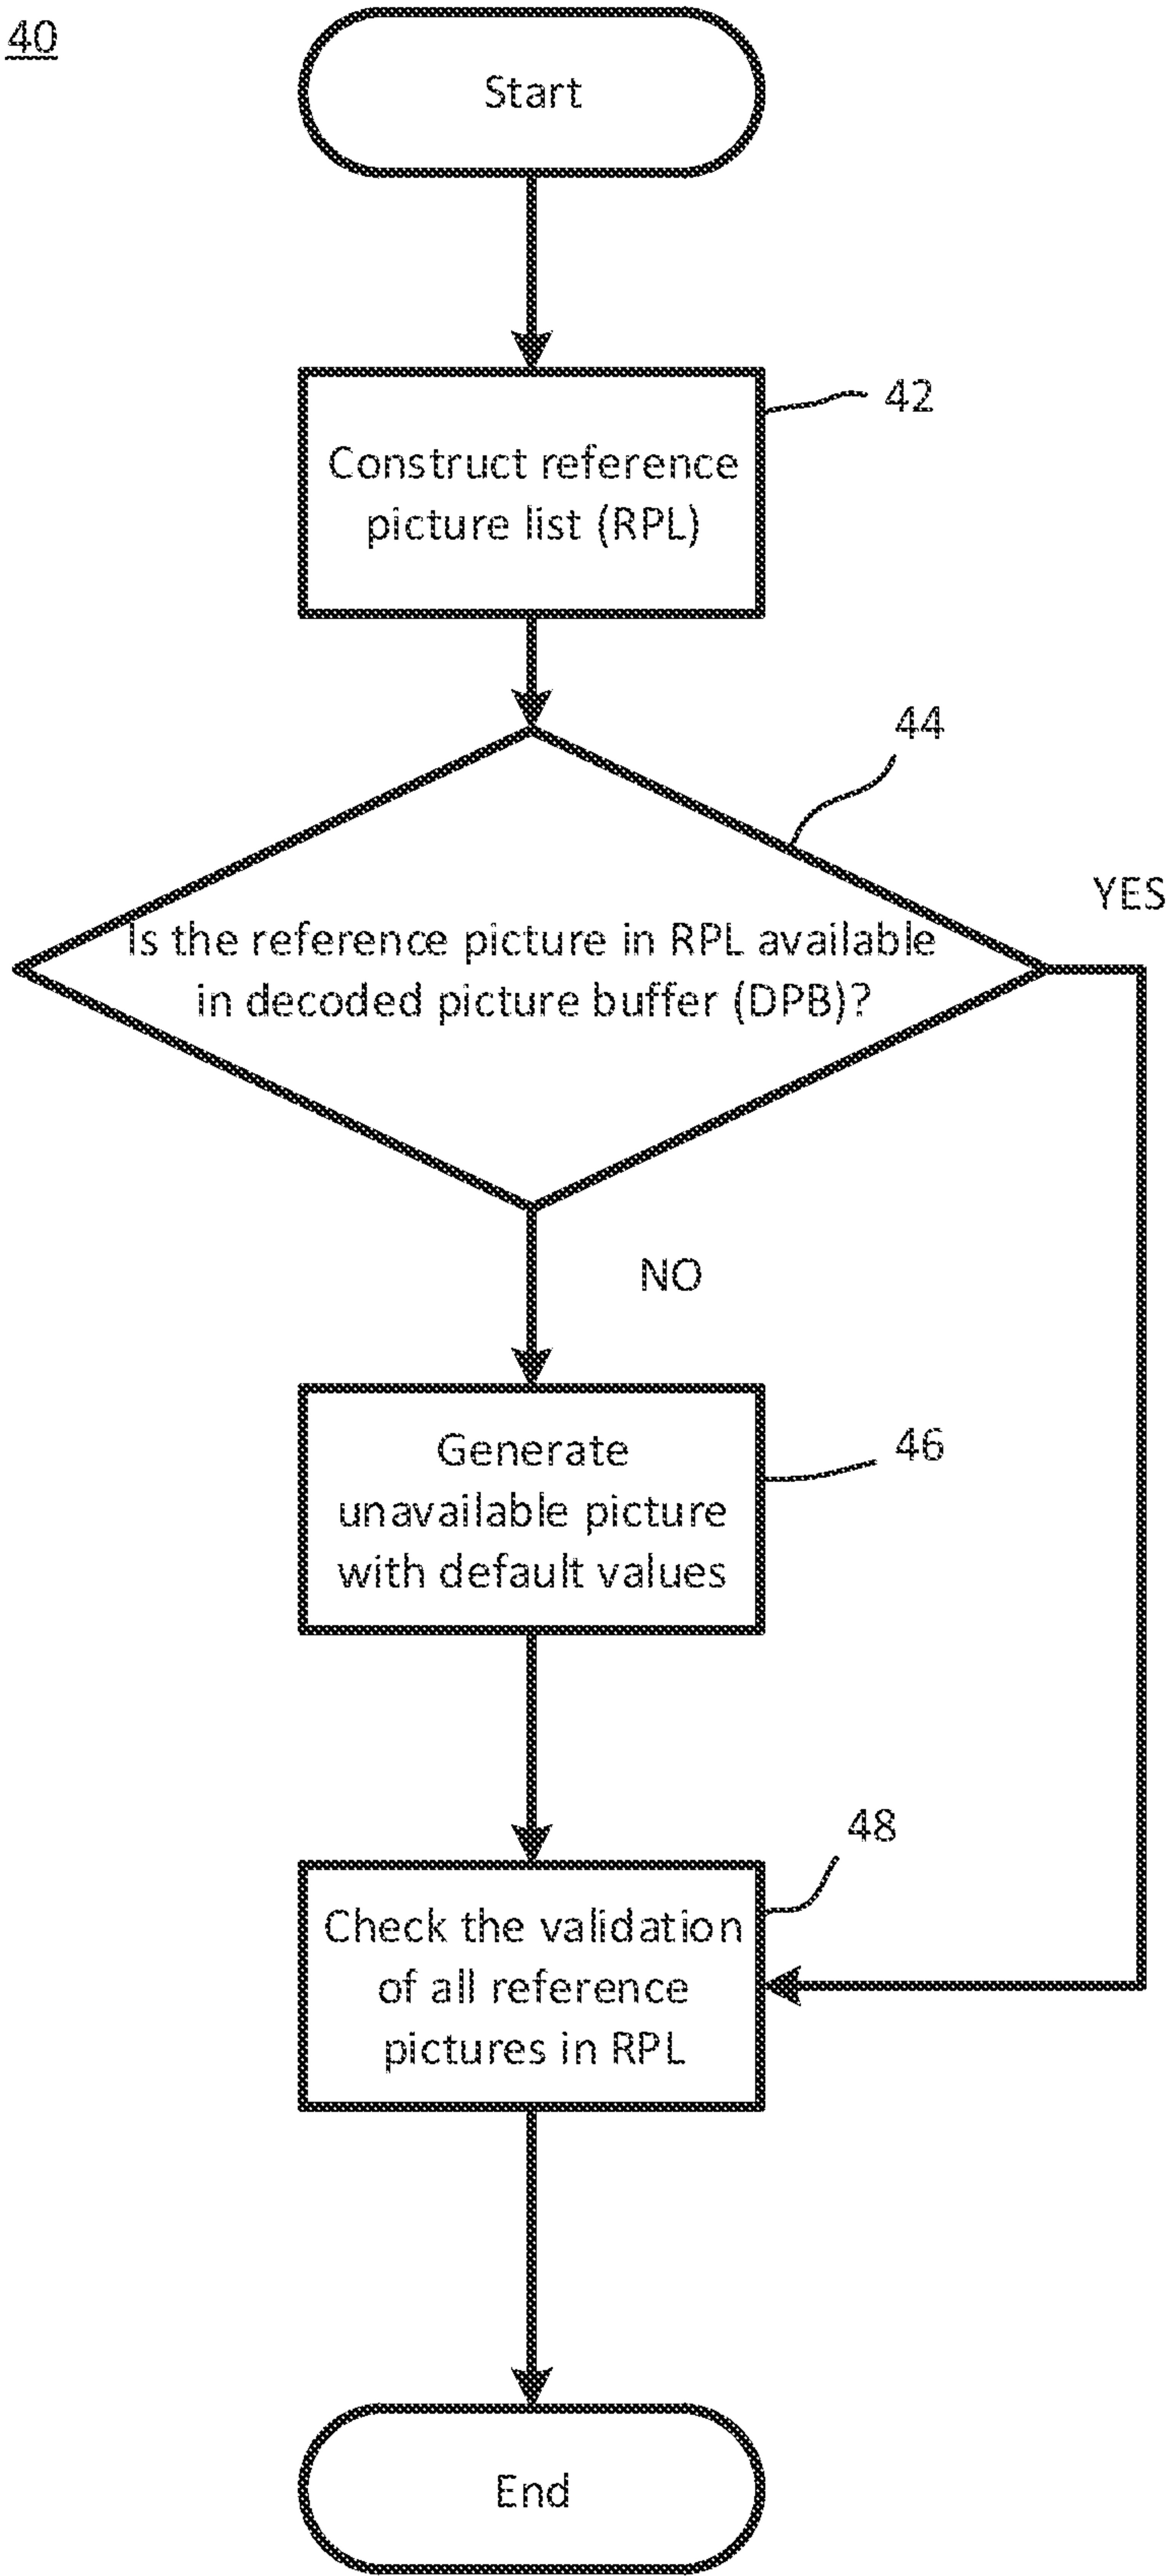 40
Start
42
Construct reference
picture list (RPL)
44
YES
Is the reference picture in RPL available
in decoded picture buffer (DPB)?
NO
46
Generate
unavailable picture
with default values
48
Check the validation
of all reference
pictures in RPL
End